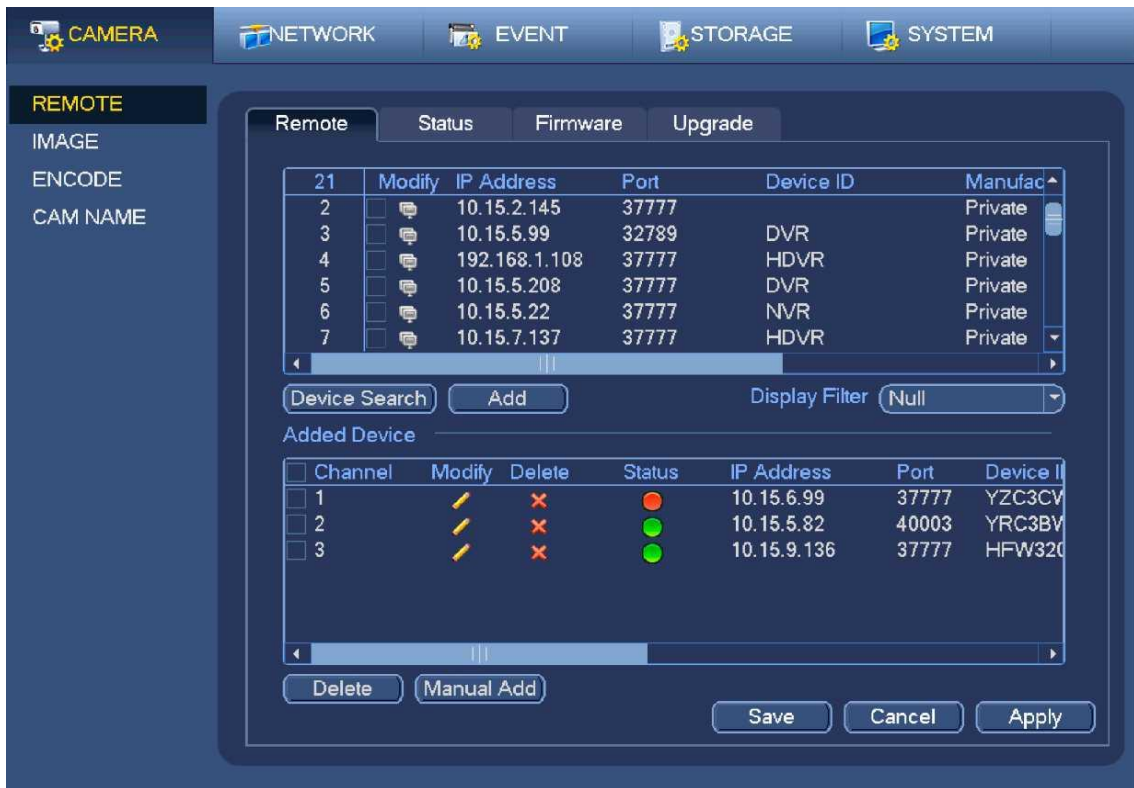 CAMERA NETWORK EVENT STORAGE SYSTEM
REMOTE
IMAGE
ENCODE
CAM NAME
Remote Status Firmware Upgrade
21 Modify IP Address Port Device ID Manufac
2 10.15.2.145 37777 Private
3 10.15.5.99 32789 DVR Private
4 192.168.1.108 37777 HDVR Private
5 10.15.5.208 37777 DVR Private
6 10.15.5.22 37777 NVR Private
7 10.15.7.137 37777 HDVR Private
Device Search Add Display Filter Null
Added Device
Channel Modify Delete Status IP Address Port Device I
1 10.15.6.99 37777 YZC3CV
2 10.15.5.82 40003 YRC3BV
3 10.15.9.136 37777 HFW320
Delete Manual Add
Save Cancel Apply